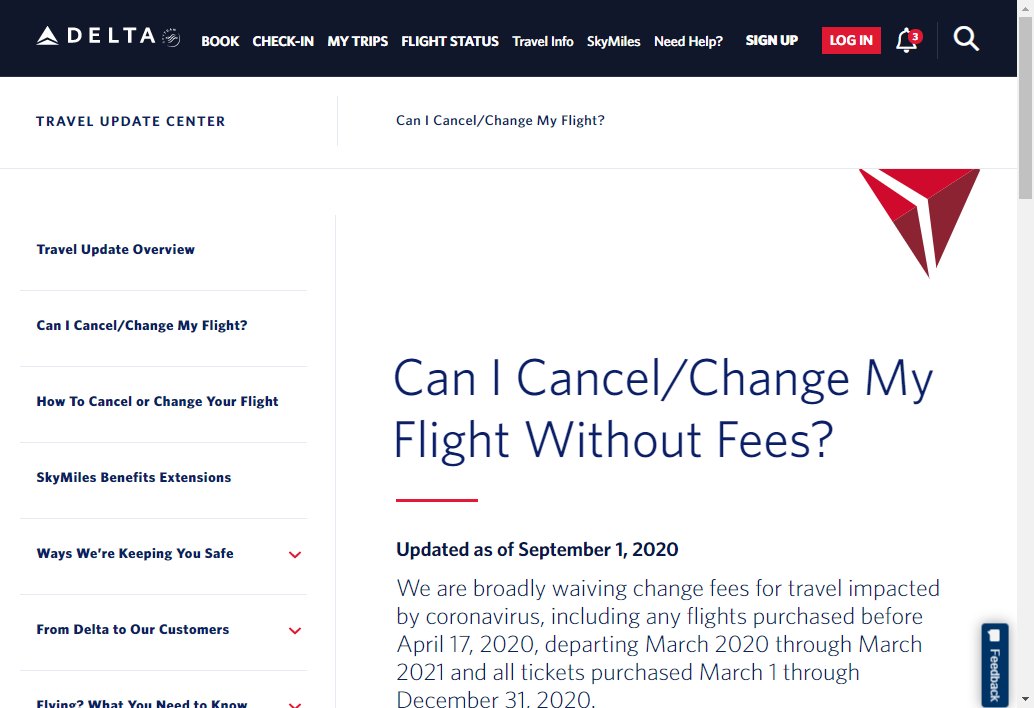 DELTA
BOOK CHECK-IN MY TRIPS FLIGHT STATUS Travel Info SkyMiles Need Help? SIGN UP LOG IN 3
TRAVEL UPDATE CENTER
Can I Cancel/Change My Flight?
Travel Update Overview
Can I Cancel/Change My Flight?
How To Cancel or Change Your Flight
SkyMiles Benefits Extensions
Ways We're Keeping You Safe
From Delta to Our Customers
Flying? What You Need to Know
Can I Cancel/Change My
Flight Without Fees?
Updated as of September 1, 2020
We are broadly waiving change fees for travel impacted
by coronavirus, including any flights purchased before
April 17, 2020, departing March 2020 through March
2021 and all tickets purchased March 1 through
December 31, 2020.
Feedback